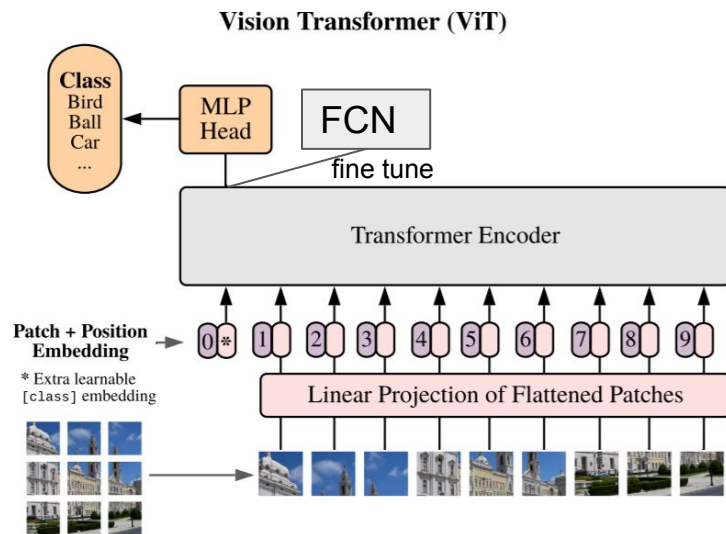 Vision Transformer (ViT)
Class
Bird
Ball
Car
...
MLP
Head
FCN
fine tune
Transformer Encoder
Patch + Position
Embedding
0 * 1 2 3 4 5 6 7 8 9
* Extra learnable
[class] embedding
Linear Projection of Flattened Patches